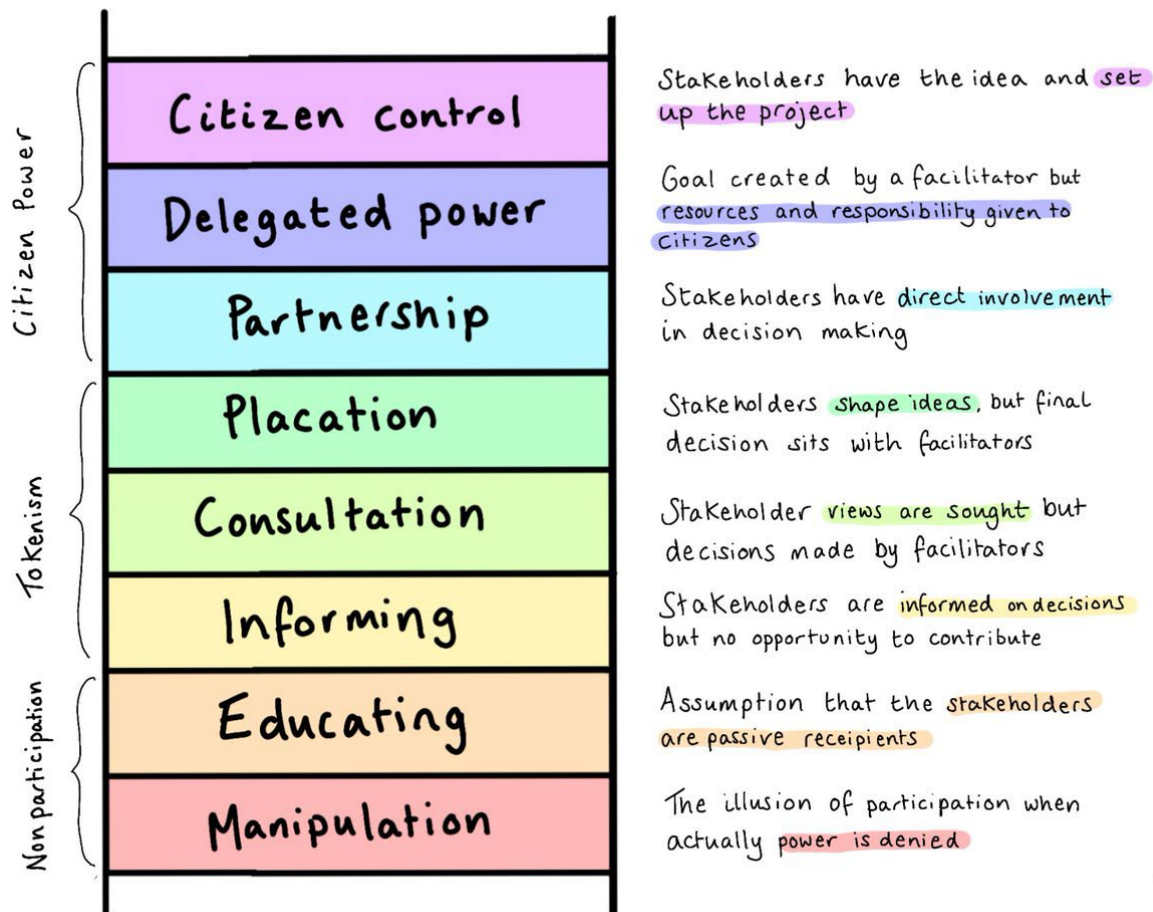 Citizen Power
Citizen control
Stakeholders have the idea and set
up the project
Delegated power
Goal created by a facilitator but
resources and responsibility given to
citizens
Partnership
Stakeholders have direct involvement
in decision making
Tokenism
Placation
Stakeholders shape ideas, but final
decision sits with facilitators
Consultation
Stakeholder views are sought but
decisions made by facilitators
Informing
Stakeholders are informed on decisions
but no opportunity to contribute
Nonparticipation
Educating
Assumption that the stakeholders
are passive receipients
Manipulation
The illusion of participation when
actually power is denied